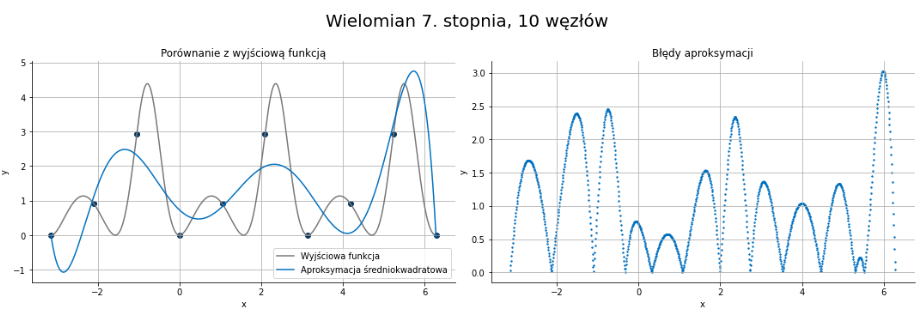 Wielomian 7. stopnia, 10 węzłów
Porównanie z wyjściową funkcją
y
5
4
3
2
1
0
−1
−2
0
2
4
6
x
Wyjściowa funkcja
Aproksymacja średniokwadratowa
Błędy aproksymacji
y
3.0
2.5
2.0
1.5
1.0
0.5
0.0
−2
0
2
4
6
x